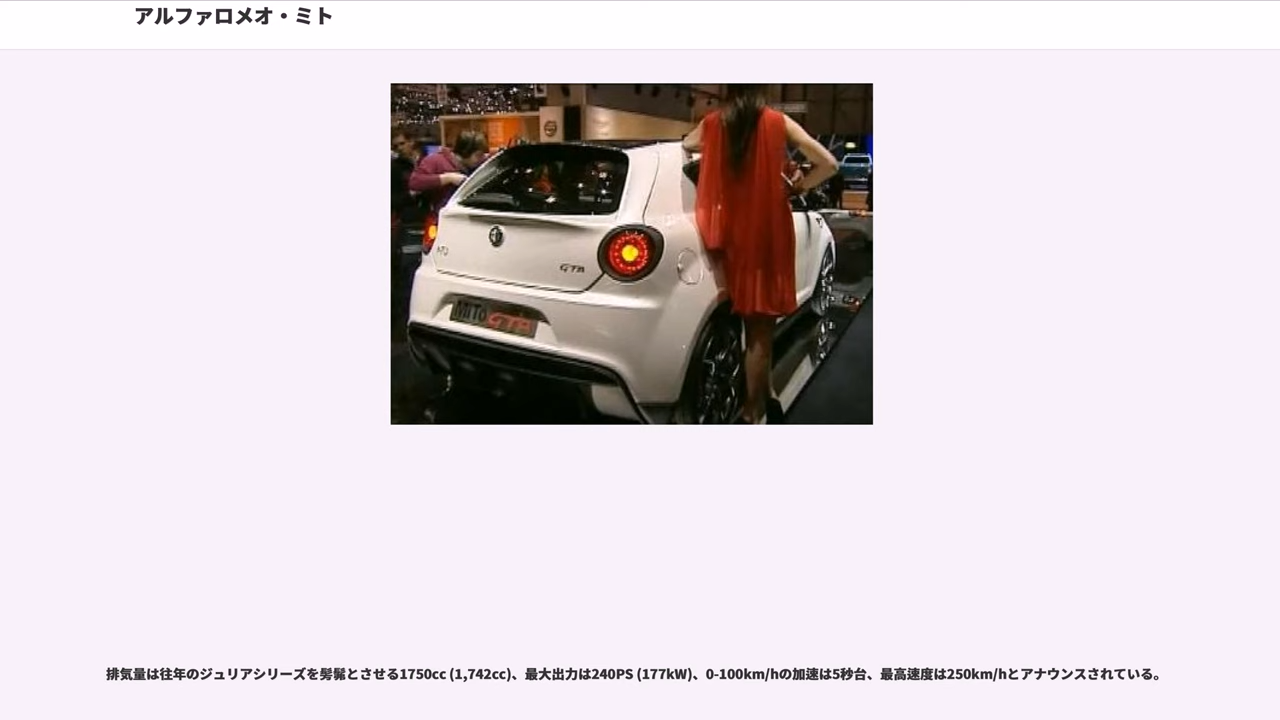 アルファロメオ・ミト
GTA
MiTo GTA
排気量は往年のジュリアシリーズを髣髴とさせる1750cc (1,742cc)、最大出力は240PS (177kW)、0-100km/hの加速は5秒台、最高速度は250km/hとアナウンスされている。